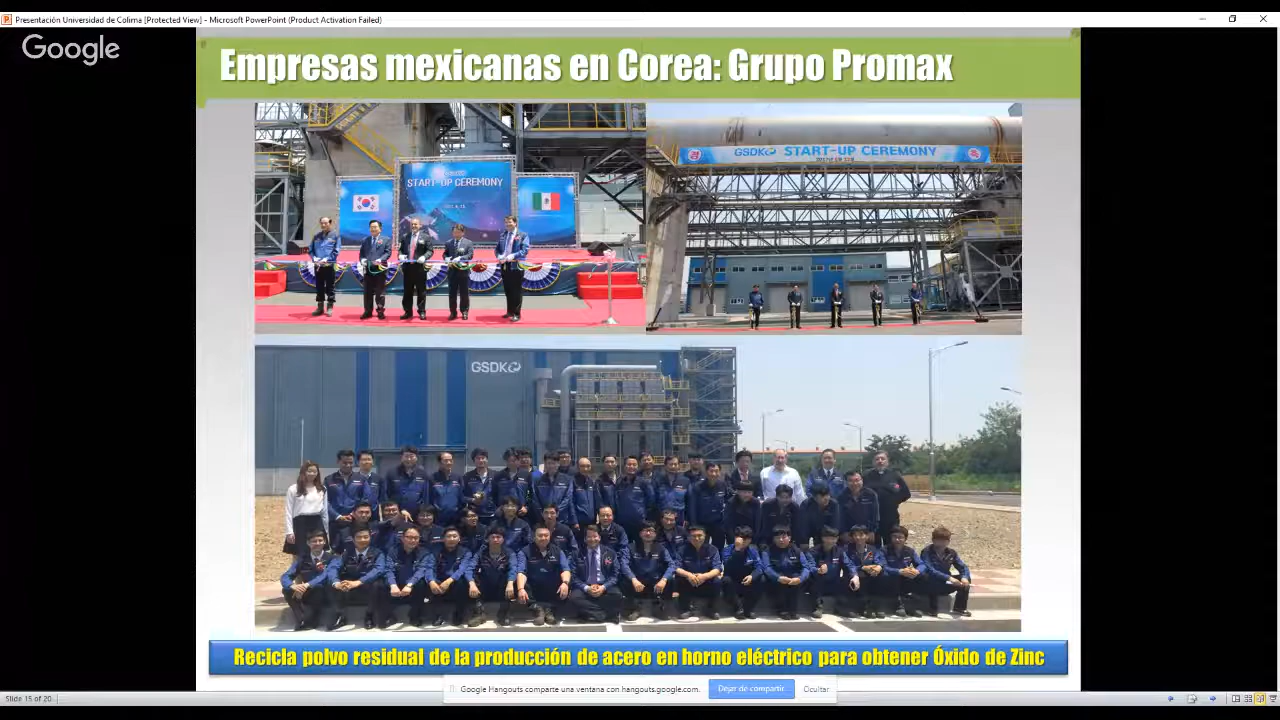 Presentación Universidad de Colima [Protected View] - Microsoft PowerPoint (Product Activation Failed)
Google
Empresas mexicanas en Corea: Grupo Promax
START-UP CEREMONY
GSDK START-UP CEREMONY
GSDK
Recicla polvo residual de la producción de acero en horno eléctrico para obtener Óxido de Zinc
Google Hangouts comparte una ventana con hangouts.google.com.
Dejar de compartir
Ocultar
Slide 15 of 20